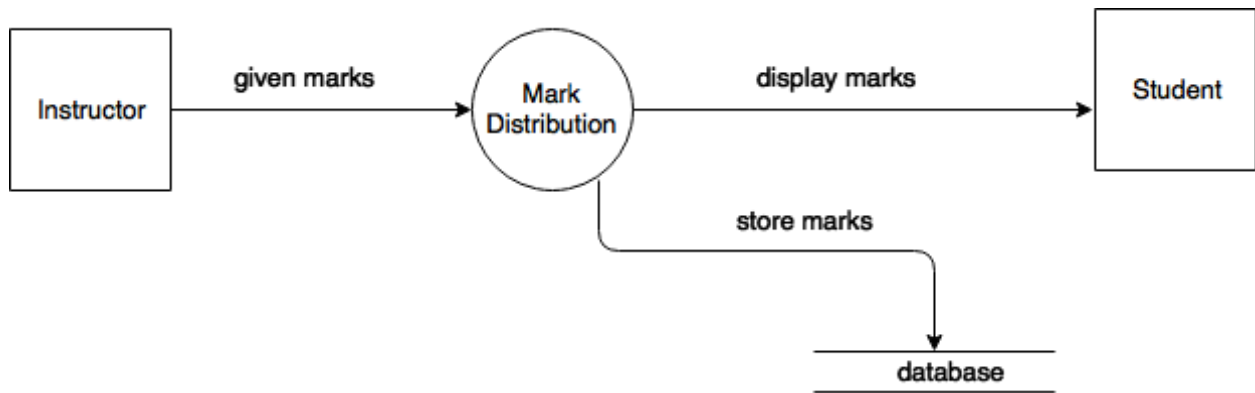 given marks
display marks
Instructor
Mark
Distribution
Student
store marks
database